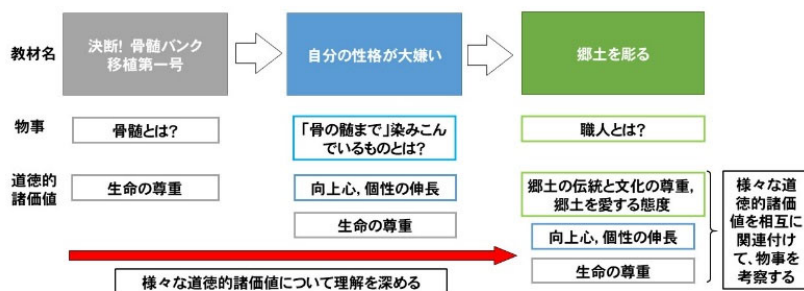 教材名
決断! 骨髄バンク
移植第一号
自分の性格が大嫌い
郷土を彫る
物事
骨髄とは?
「骨の髄まで」染みこん
でいるものとは?
職人とは?
道徳的
諸価値
生命の尊重
向上心, 個性の伸長
生命の尊重
郷土の伝統と文化の尊重,
郷土を愛する態度
向上心, 個性の伸長
生命の尊重
様々な道
徳的諸価
値を相互に
関連付け
て、物事を
考察する
様々な道徳的諸価値について理解を深める